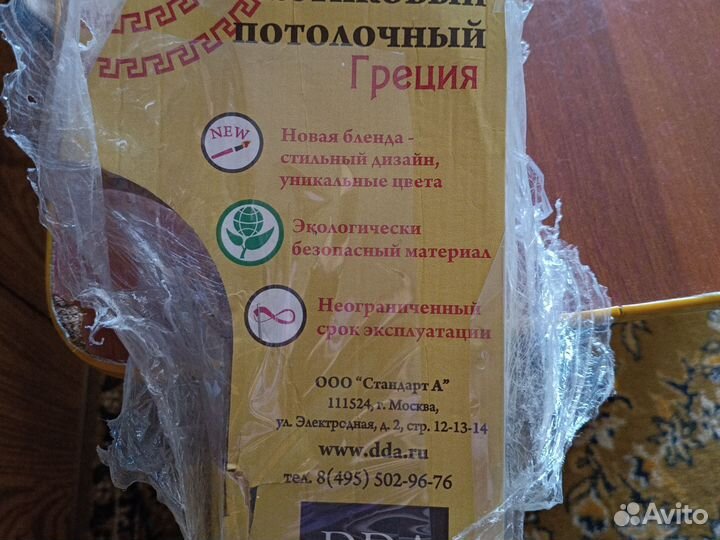 ПОТОЛОЧНЫЙ
Греция
NEW
Новая бленда -
стильный дизайн,
уникальные цвета
Экологически
безопасный материал
Неограниченный
срок эксплуатации
ООО "Стандарт А"
111524, г. Москва,
ул. Электродная, д. 2, стр. 12-13-14
www.dda.ru
тел. 8(495) 502-96-76
DDA
Avito